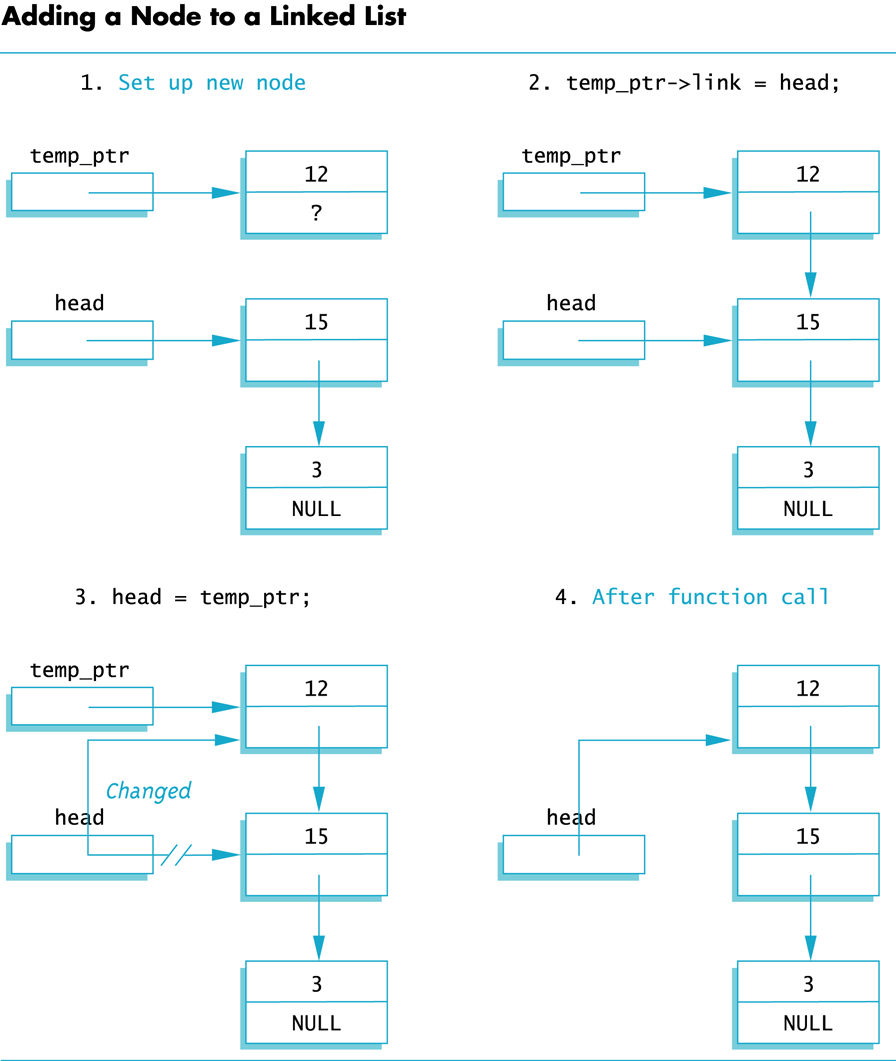 Adding a Node to a Linked List
1. Set up new node
temp_ptr
12
?
head
15
3
NULL
2. temp_ptr->link = head;
temp_ptr
12
head
15
3
NULL
3. head = temp_ptr;
temp_ptr
12
Changed
head
15
3
NULL
4. After function call
12
head
15
3
NULL